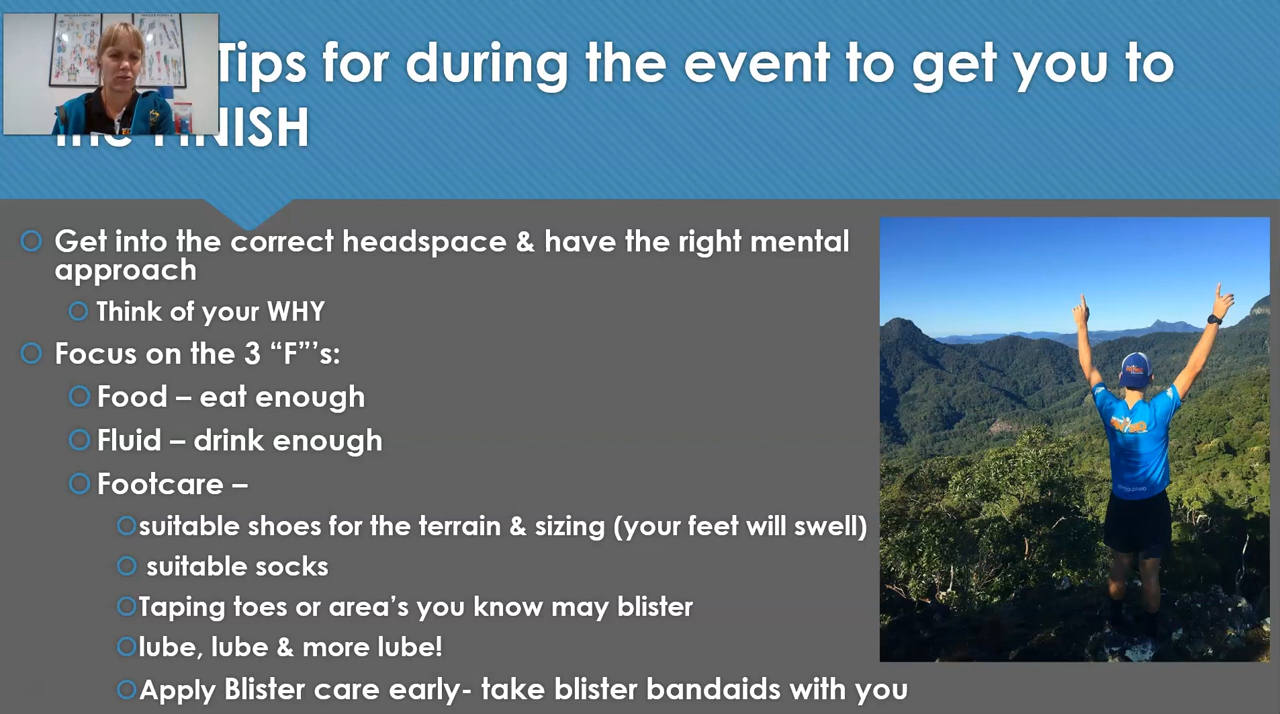 Tips for during the event to get you to
the FINISH
Get into the correct headspace & have the right mental
approach
Think of your WHY
Focus on the 3 “F”’s:
Food – eat enough
Fluid – drink enough
Footcare –
suitable shoes for the terrain & sizing (your feet will swell)
suitable socks
Taping toes or area’s you know may blister
lube, lube & more lube!
Apply Blister care early- take blister bandaids with you